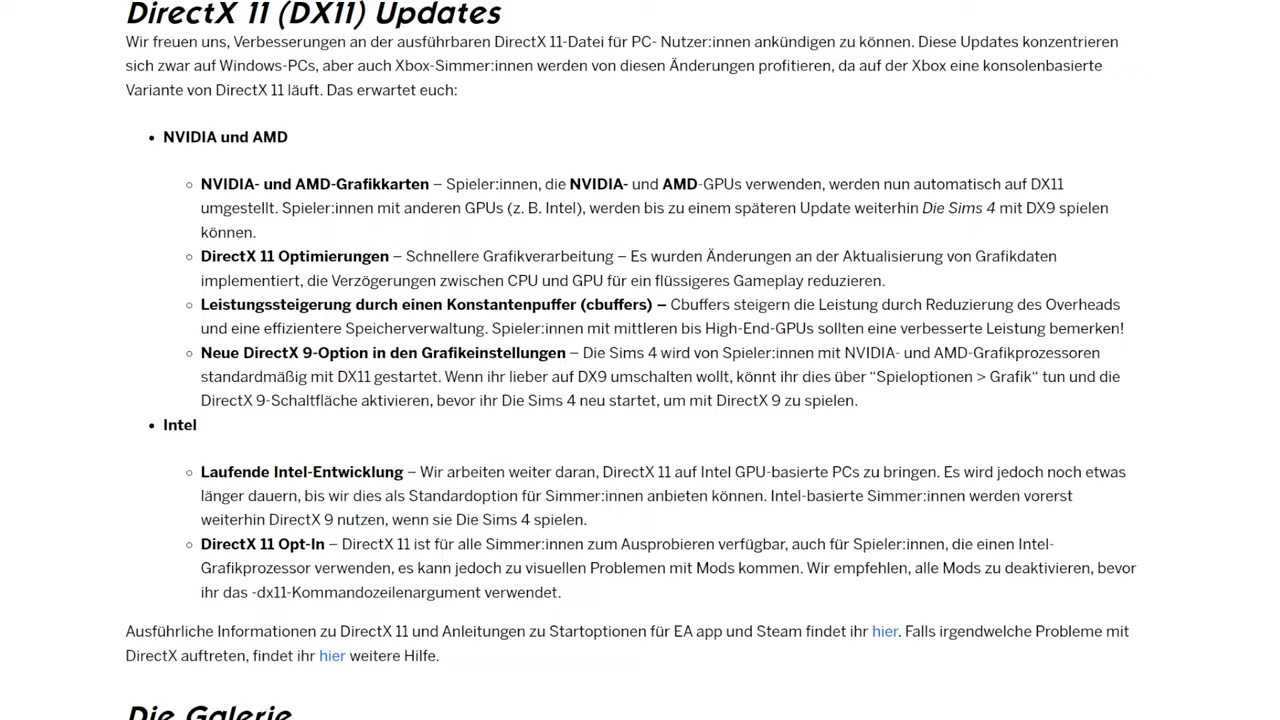 DirectX 11 (DX11) Updates
Wir freuen uns, Verbesserungen an der ausführbaren DirectX 11-Datei für PC- Nutzer:innen ankündigen zu können. Diese Updates konzentrieren
sich zwar auf Windows-PCs, aber auch Xbox-Simmer:innen werden von diesen Änderungen profitieren, da auf der Xbox eine konsolenbasierte
Variante von DirectX 11 läuft. Das erwartet euch:
• NVIDIA und AMD
○ NVIDIA- und AMD-Grafikkarten – Spieler:innen, die NVIDIA- und AMD-GPUs verwenden, werden nun automatisch auf DX11
umgestellt. Spieler:innen mit anderen GPUs (z. B. Intel), werden bis zu einem späteren Update weiterhin Die Sims 4 mit DX9 spielen
können.
○ DirectX 11 Optimierungen – Schnellere Grafikverarbeitung – Es wurden Änderungen an der Aktualisierung von Grafikdaten
implementiert, die Verzögerungen zwischen CPU und GPU für ein flüssigeres Gameplay reduzieren.
○ Leistungssteigerung durch einen Konstantenpuffer (cbuffers) – Cbuffers steigern die Leistung durch Reduzierung des Overheads
und eine effizientere Speicherverwaltung. Spieler:innen mit mittleren bis High-End-GPUs sollten eine verbesserte Leistung bemerken!
○ Neue DirectX 9-Option in den Grafikeinstellungen – Die Sims 4 wird von Spieler:innen mit NVIDIA- und AMD-Grafikprozessoren
standardmäßig mit DX11 gestartet. Wenn ihr lieber auf DX9 umschalten wollt, könnt ihr dies über “Spieloptionen > Grafik“ tun und die
DirectX 9-Schaltfläche aktivieren, bevor ihr Die Sims 4 neu startet, um mit DirectX 9 zu spielen.
• Intel
○ Laufende Intel-Entwicklung – Wir arbeiten weiter daran, DirectX 11 auf Intel GPU-basierte PCs zu bringen. Es wird jedoch noch etwas
länger dauern, bis wir dies als Standardoption für Simmer:innen anbieten können. Intel-basierte Simmer:innen werden vorerst
weiterhin DirectX 9 nutzen, wenn sie Die Sims 4 spielen.
○ DirectX 11 Opt-In – DirectX 11 ist für alle Simmer:innen zum Ausprobieren verfügbar, auch für Spieler:innen, die einen Intel-
Grafikprozessor verwenden, es kann jedoch zu visuellen Problemen mit Mods kommen. Wir empfehlen, alle Mods zu deaktivieren, bevor
ihr das -dx11-Kommandozeilenargument verwendet.
Ausführliche Informationen zu DirectX 11 und Anleitungen zu Startoptionen für EA app und Steam findet ihr hier. Falls irgendwelche Probleme mit
DirectX auftreten, findet ihr hier weitere Hilfe.
Die Galerie